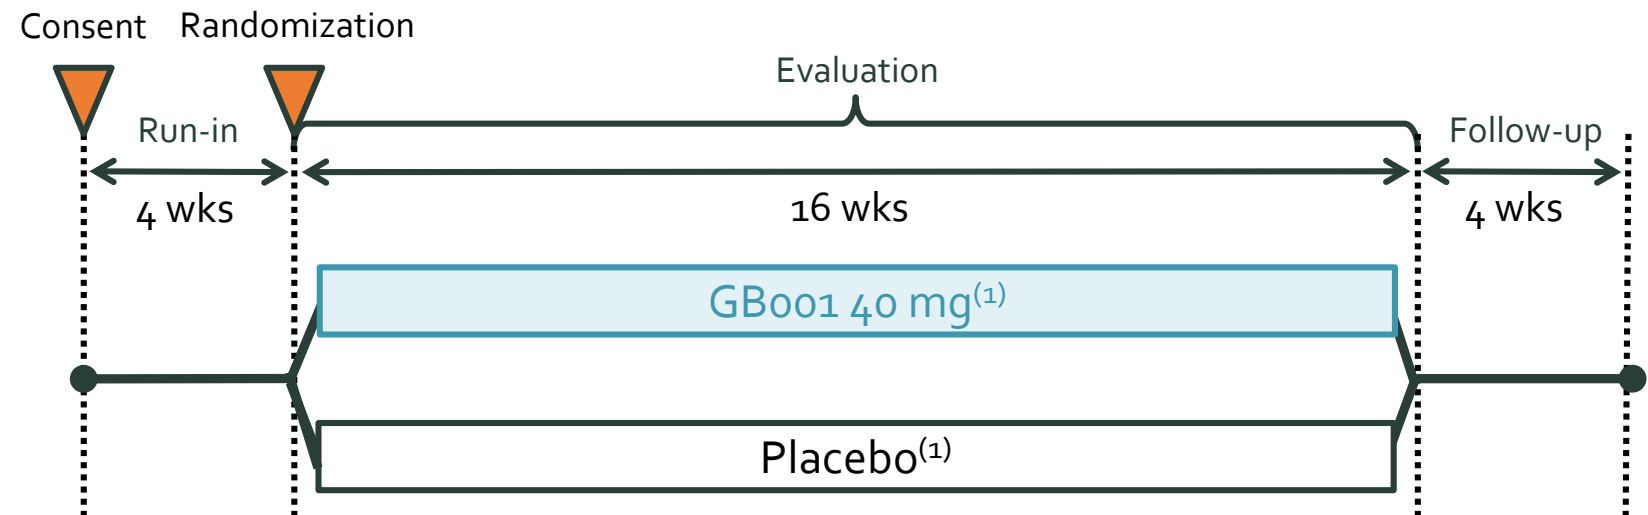 Consent Randomization
Evaluation
Run-in
Follow-up
4 wks
16 wks
4 wks
GB001 40 mg(1)
Placebo(1)